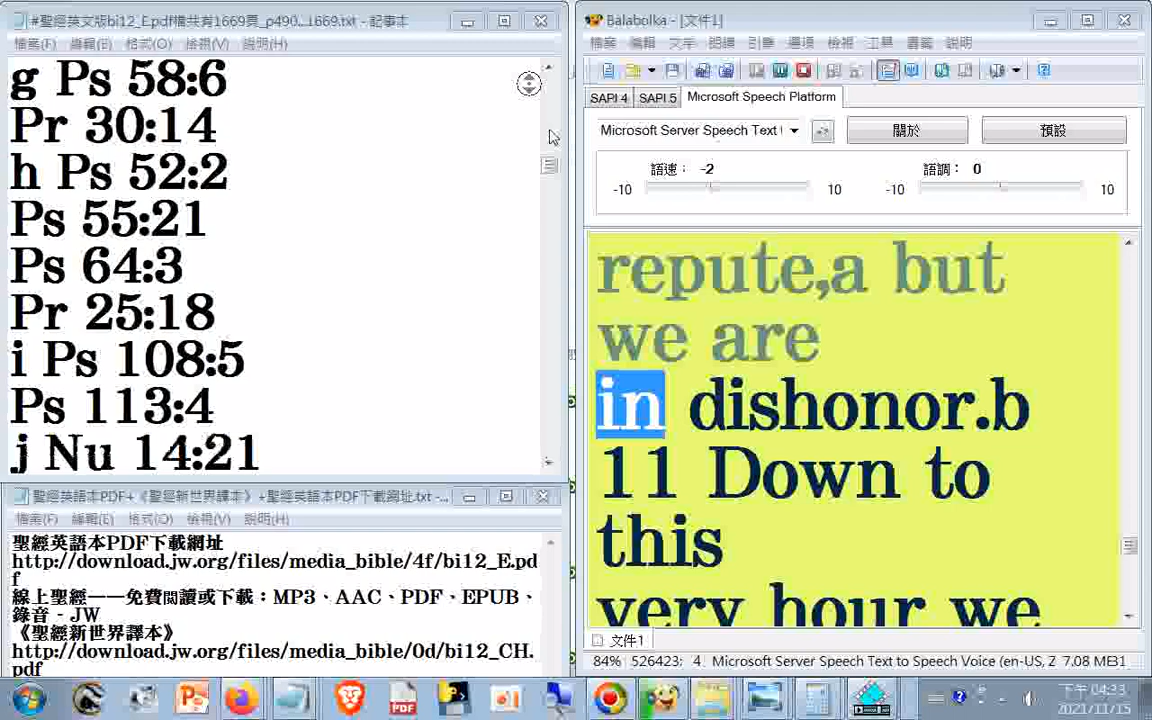 #聖經英文版bi12_E.pdf檔共有1669頁_p490...1669.txt - 記事本
檔案(F) 編輯(E) 格式(O) 檢視(V) 說明(H)
g Ps 58:6
Pr 30:14
h Ps 52:2
Ps 55:21
Ps 64:3
Pr 25:18
i Ps 108:5
Ps 113:4
j Nu 14:21
聖經英語本PDF+《聖經新世界譯本》+聖經英語本PDF下載網址.txt - ...
檔案(F) 編輯(E) 格式(O) 檢視(V) 說明(H)
聖經英語本PDF下載網址
http://download.jw.org/files/media_bible/4f/bi12_E.pd
f
線上聖經——免費閱讀或下載：MP3、AAC、PDF、EPUB、
錄音 - JW
《聖經新世界譯本》
http://download.jw.org/files/media_bible/0d/bi12_CH.
pdf
Balabolka - [文件1]
檔案 編輯 文字 朗讀 引擎 選項 檢視 工具 書籤 說明
SAPI 4 SAPI 5 Microsoft Speech Platform
Microsoft Server Speech Text 關於 預設
語速： -2 語調： 0
-10 10 -10 10
repute,a but
we are
in dishonor.b
11 Down to
this
very hour we
文件1
84% 526423: 4 Microsoft Server Speech Text to Speech Voice (en-US, Z 7.08 MB
PDF
下午 04:33
2021/11/15